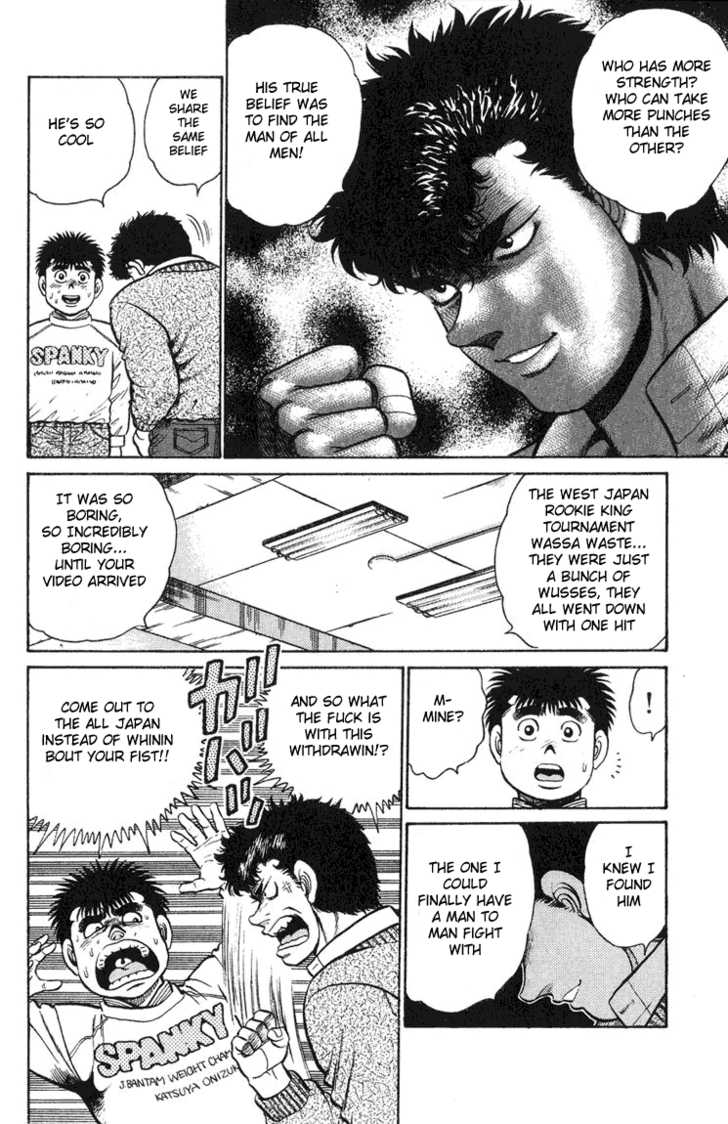 WHO HAS MORE
STRENGTH?
WHO CAN TAKE
MORE PUNCHES
THAN THE
OTHER?
HIS TRUE
BELIEF WAS
TO FIND THE
MAN OF ALL
MEN!
WE
SHARE
THE
SAME
BELIEF
HE'S SO
COOL
SPANKY
THE WEST JAPAN
ROOKIE KING
TOURNAMENT
WASSA WASTE...
THEY WERE JUST
A BUNCH OF
WUSSES, THEY
ALL WENT DOWN
WITH ONE HIT
IT WAS SO
BORING,
SO INCREDIBLY
BORING...
UNTIL YOUR
VIDEO ARRIVED
!
M-
MINE?
I
KNEW I
FOUND
HIM
THE ONE I
COULD
FINALLY HAVE
A MAN TO
MAN FIGHT
WITH
AND SO WHAT
THE FUCK IS
WITH THIS
WITHDRAWIN!?
COME OUT TO
THE ALL JAPAN
INSTEAD OF WHININ
BOUT YOUR FIST!!
SPANKY
J.BANTAM WEIGHT CHAM
KATSUYA ONIZUK